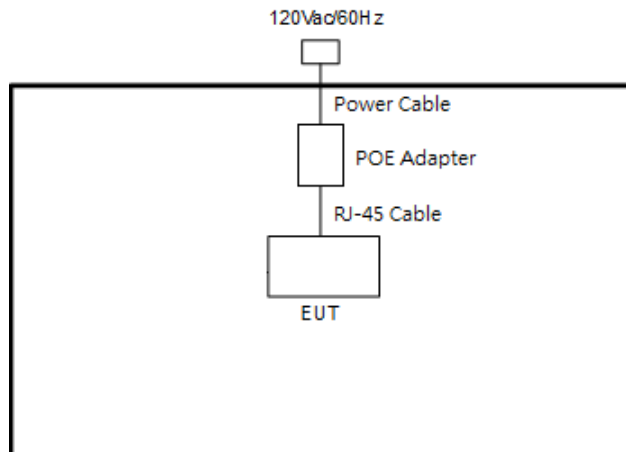 120Vac/60Hz
Power Cable
POE Adapter
RJ-45 Cable
EUT